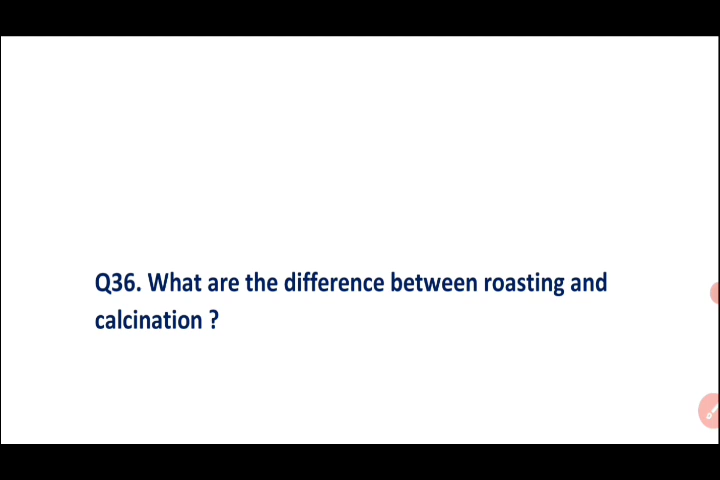 Q36. What are the difference between roasting and
calcination ?